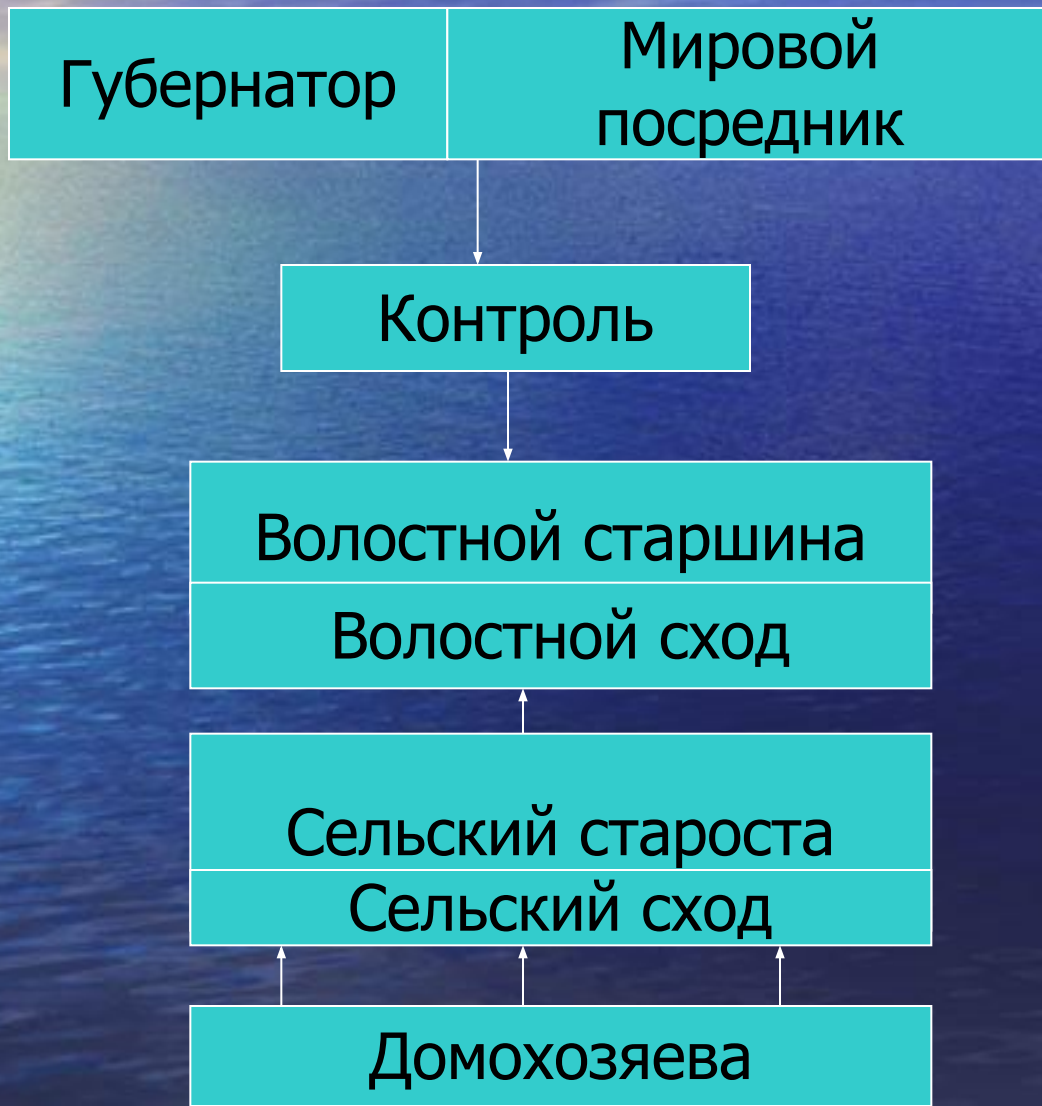 Губернатор
Мировой
посредник
Контроль
Волостной старшина
Волостной сход
Сельский староста
Сельский сход
Домохозяева